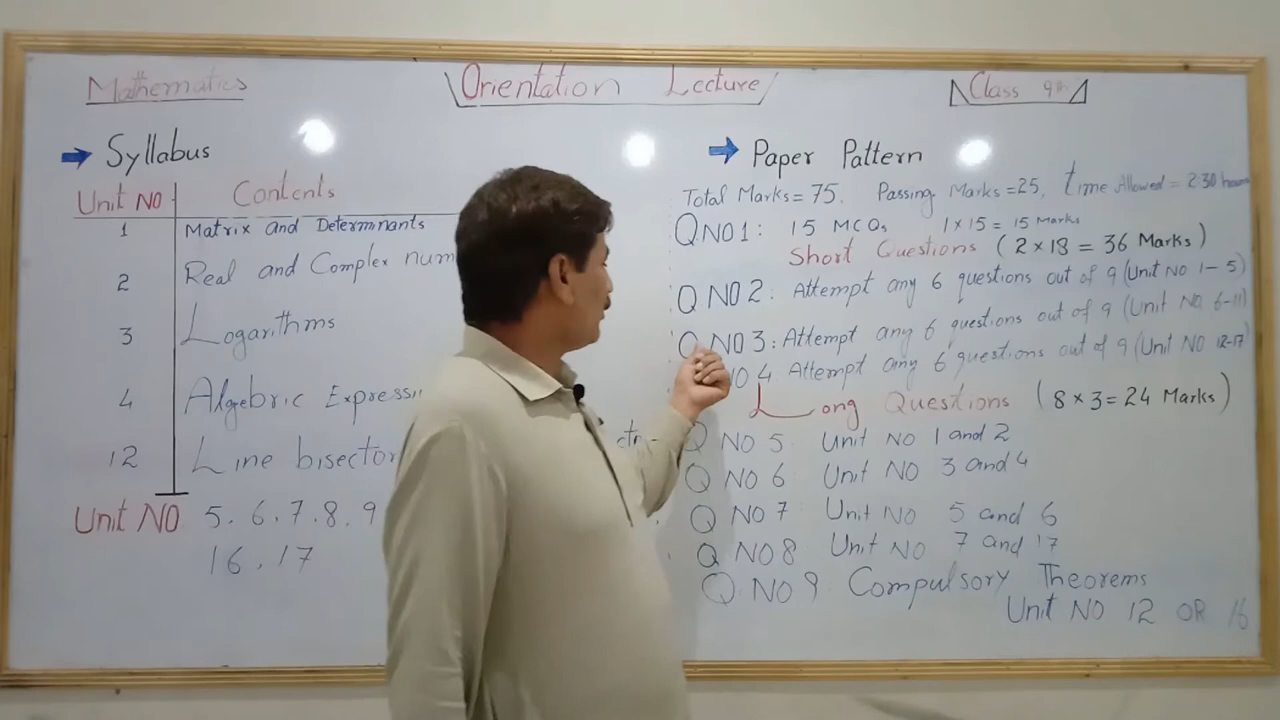 Mathematics
Orientation Lecture
Class 9th
Syllabus
Unit NO Contents
1 Matrix and Determinants
2 Real and Complex num
3 Logarithms
4 Algebric Expressi
12 Line bisector
Unit NO 5. 6. 7. 8. 9
16. 17
Paper Pattern
Total Marks = 75. Passing Marks = 25, time Allowed = 2:30 hours
Q NO 1: 15 MCQs 1 × 15 = 15 Marks
Short Questions (2 × 18 = 36 Marks)
Q NO 2: Attempt any 6 questions out of 9 (Unit NO 1 - 5)
Q NO 3: Attempt any 6 questions out of 9 (Unit NO 6-11)
NO 4 Attempt any 6 questions out of 9 (Unit NO 12-17)
Long Questions (8 × 3 = 24 Marks)
Q NO 5 Unit NO 1 and 2
Q NO 6 Unit NO 3 and 4
Q NO 7 Unit NO 5 and 6
Q NO 8 Unit NO 7 and 17
Q NO 9 Compulsory Theorems
Unit NO 12 OR 16